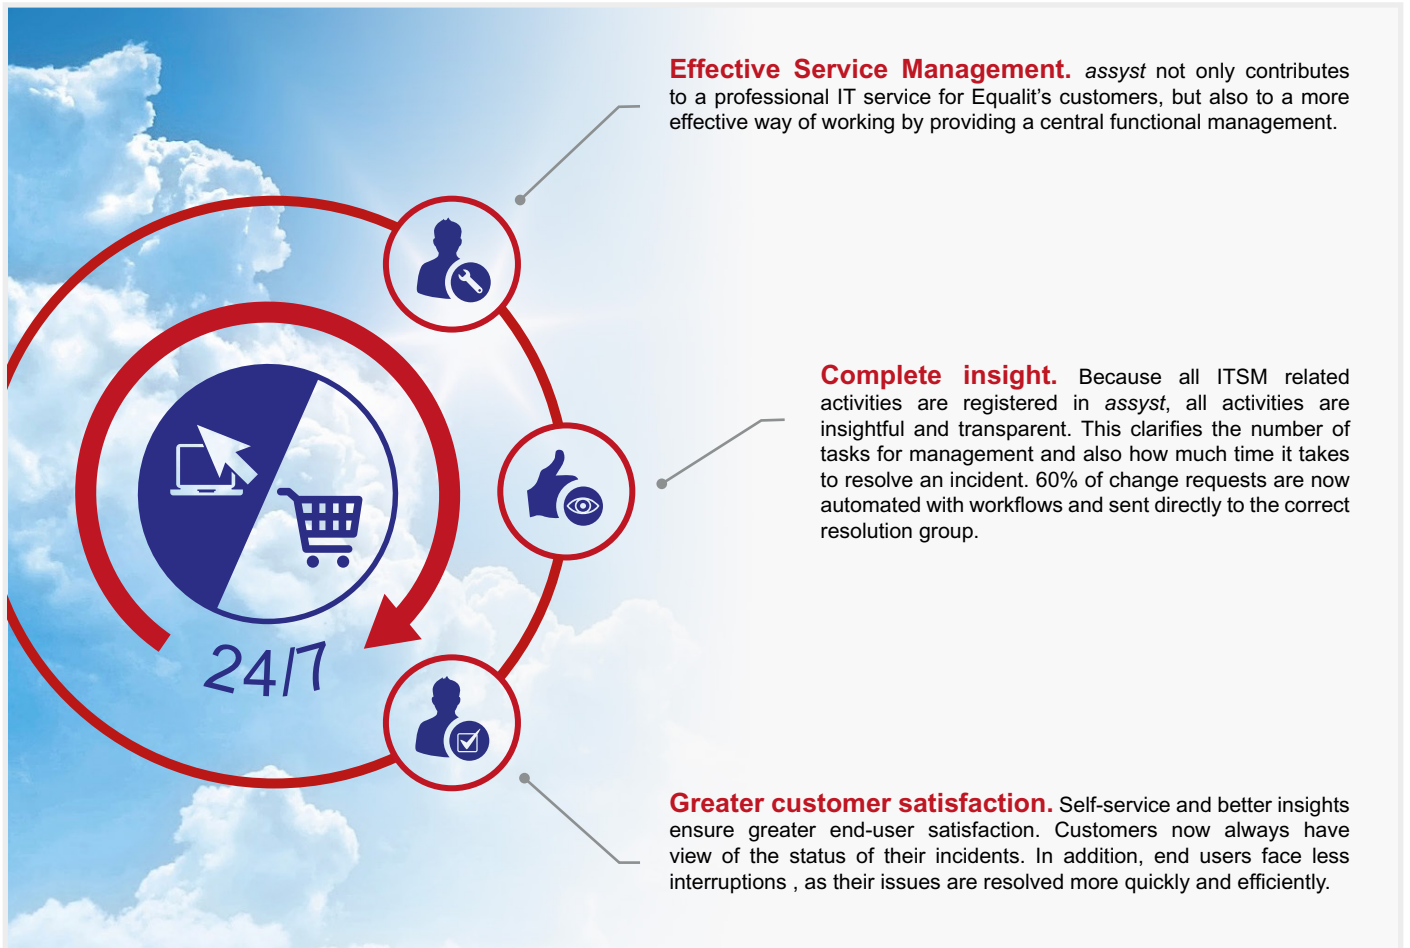 Effective Service Management. assyst not only contributes
to a professional IT service for Equalit’s customers, but also to a more
effective way of working by providing a central functional management.
Complete insight. Because all ITSM related
activities are registered in assyst, all activities are
insightful and transparent. This clarifies the number of
tasks for management and also how much time it takes
to resolve an incident. 60% of change requests are now
automated with workflows and sent directly to the correct
resolution group.
24/7
Greater customer satisfaction. Self-service and better insights
ensure greater end-user satisfaction. Customers now always have
view of the status of their incidents. In addition, end users face less
interruptions , as their issues are resolved more quickly and efficiently.